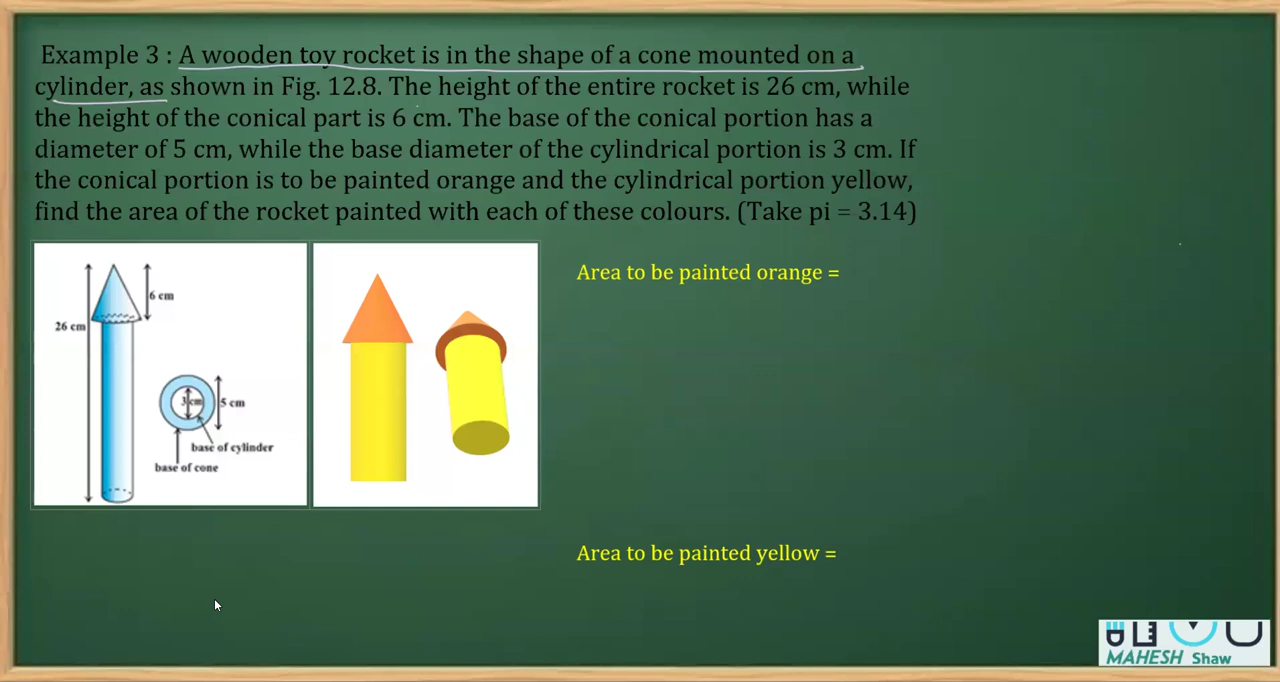 Example 3 : A wooden toy rocket is in the shape of a cone mounted on a
cylinder, as shown in Fig. 12.8. The height of the entire rocket is 26 cm, while
the height of the conical part is 6 cm. The base of the conical portion has a
diameter of 5 cm, while the base diameter of the cylindrical portion is 3 cm. If
the conical portion is to be painted orange and the cylindrical portion yellow,
find the area of the rocket painted with each of these colours. (Take pi = 3.14)
6 cm
26 cm
3 cm
5 cm
base of cylinder
base of cone
Area to be painted orange =
Area to be painted yellow =
MAHESH Shaw